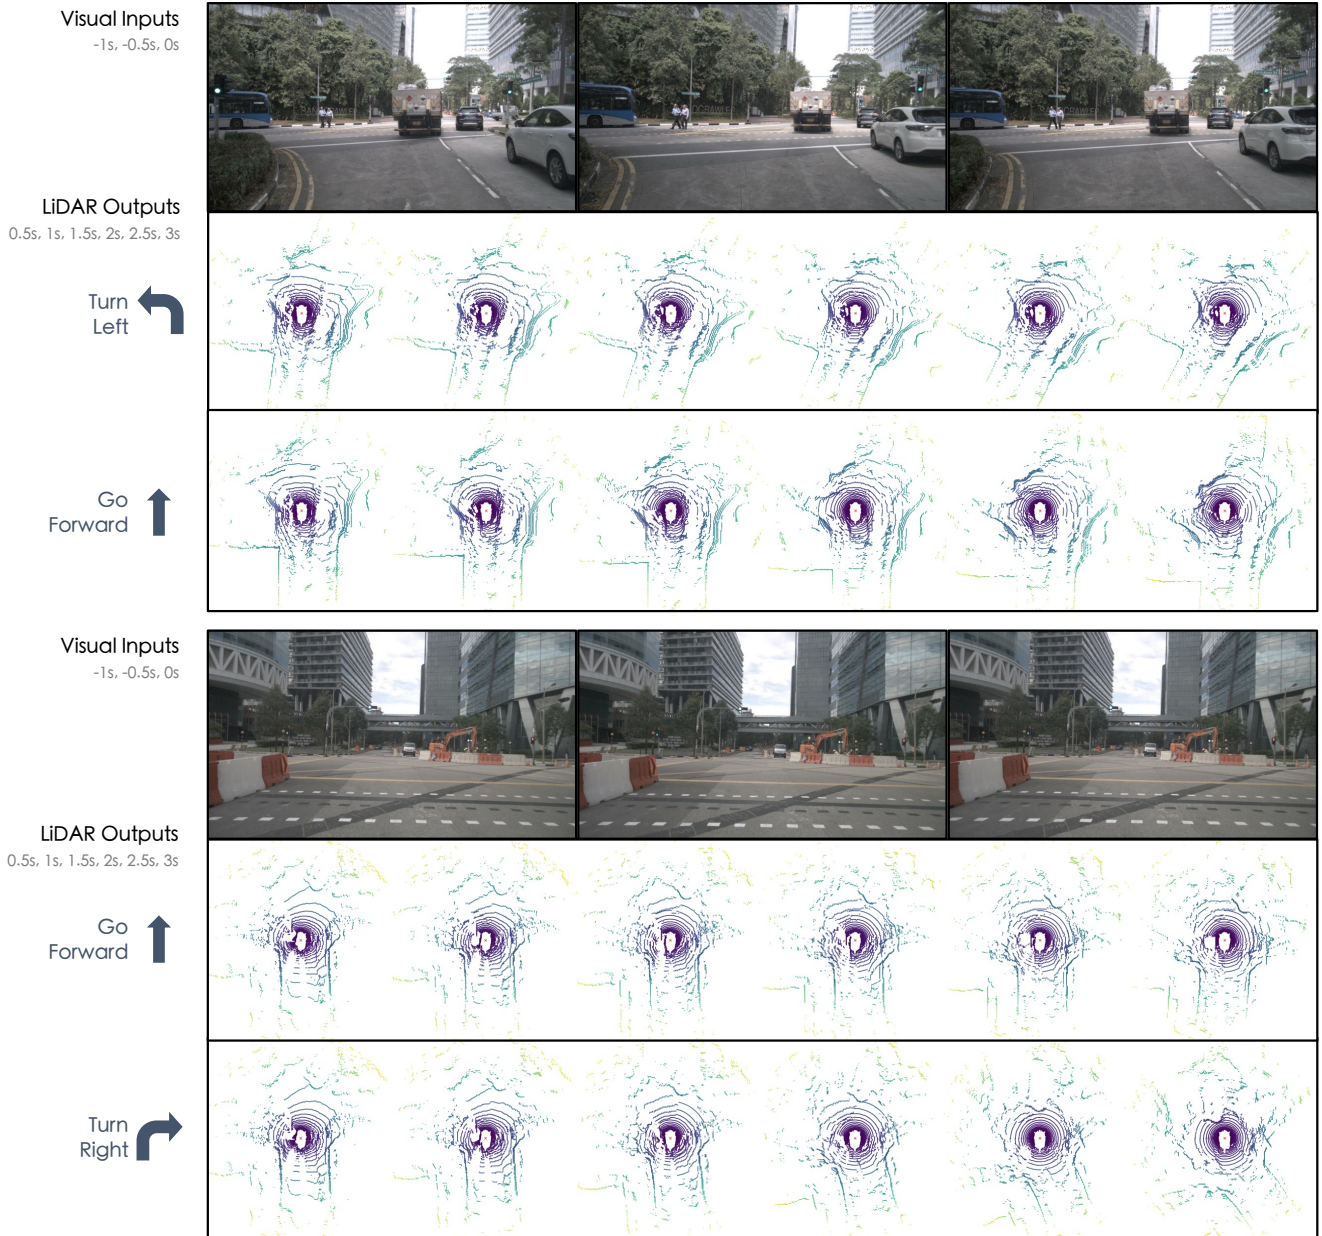 Visual Inputs
-1s, -0.5s, 0s
LiDAR Outputs
0.5s, 1s, 1.5s, 2s, 2.5s, 3s
Turn
Left
Go
Forward
Visual Inputs
-1s, -0.5s, 0s
LiDAR Outputs
0.5s, 1s, 1.5s, 2s, 2.5s, 3s
Go
Forward
Turn
Right